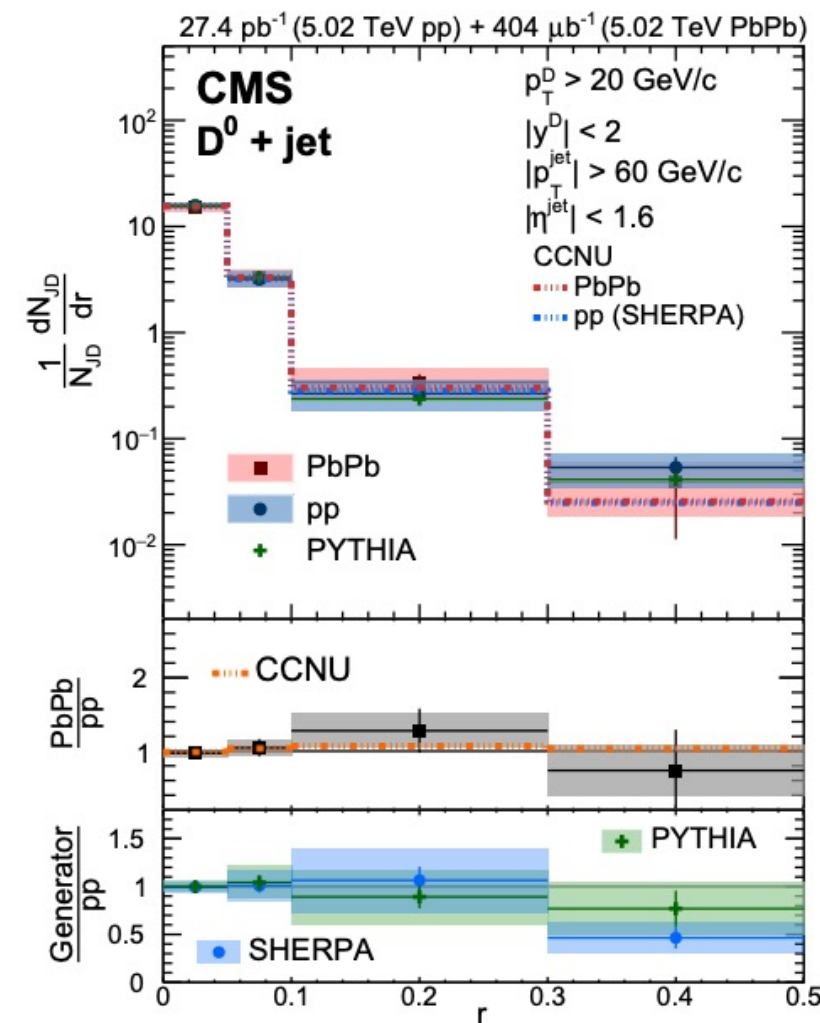 27.4 pb⁻¹ (5.02 TeV pp) + 404 μb⁻¹ (5.02 TeV PbPb)
CMS
D⁰ + jet
p_T^D > 20 GeV/c
|y^D| < 2
|p_T^jet| > 60 GeV/c
|η^jet| < 1.6
CCNU
PbPb
pp (SHERPA)
1/N_JD dN_JD/dr
10²
10
1
10⁻¹
10⁻²
PbPb
pp
PYTHIA
PbPb/pp
2
1
CCNU
Generator/pp
1.5
1
0.5
0
PYTHIA
SHERPA
0 0.1 0.2 0.3 0.4 0.5
r